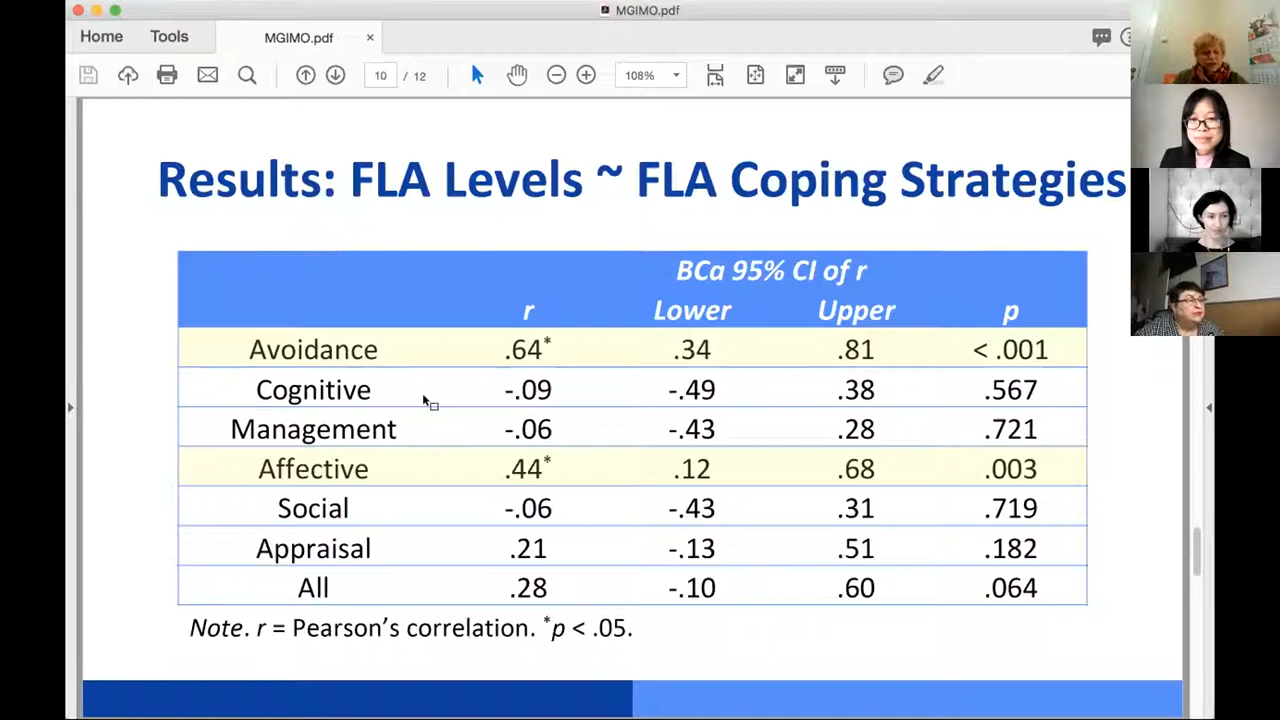 MGIMO.pdf
Home Tools MGIMO.pdf ×
10 / 12 108%
Results: FLA Levels ~ FLA Coping Strategies
BCa 95% CI of r
r Lower Upper p
Avoidance .64* .34 .81 < .001
Cognitive -.09 -.49 .38 .567
Management -.06 -.43 .28 .721
Affective .44* .12 .68 .003
Social -.06 -.43 .31 .719
Appraisal .21 -.13 .51 .182
All .28 -.10 .60 .064
Note. r = Pearson’s correlation. *p < .05.